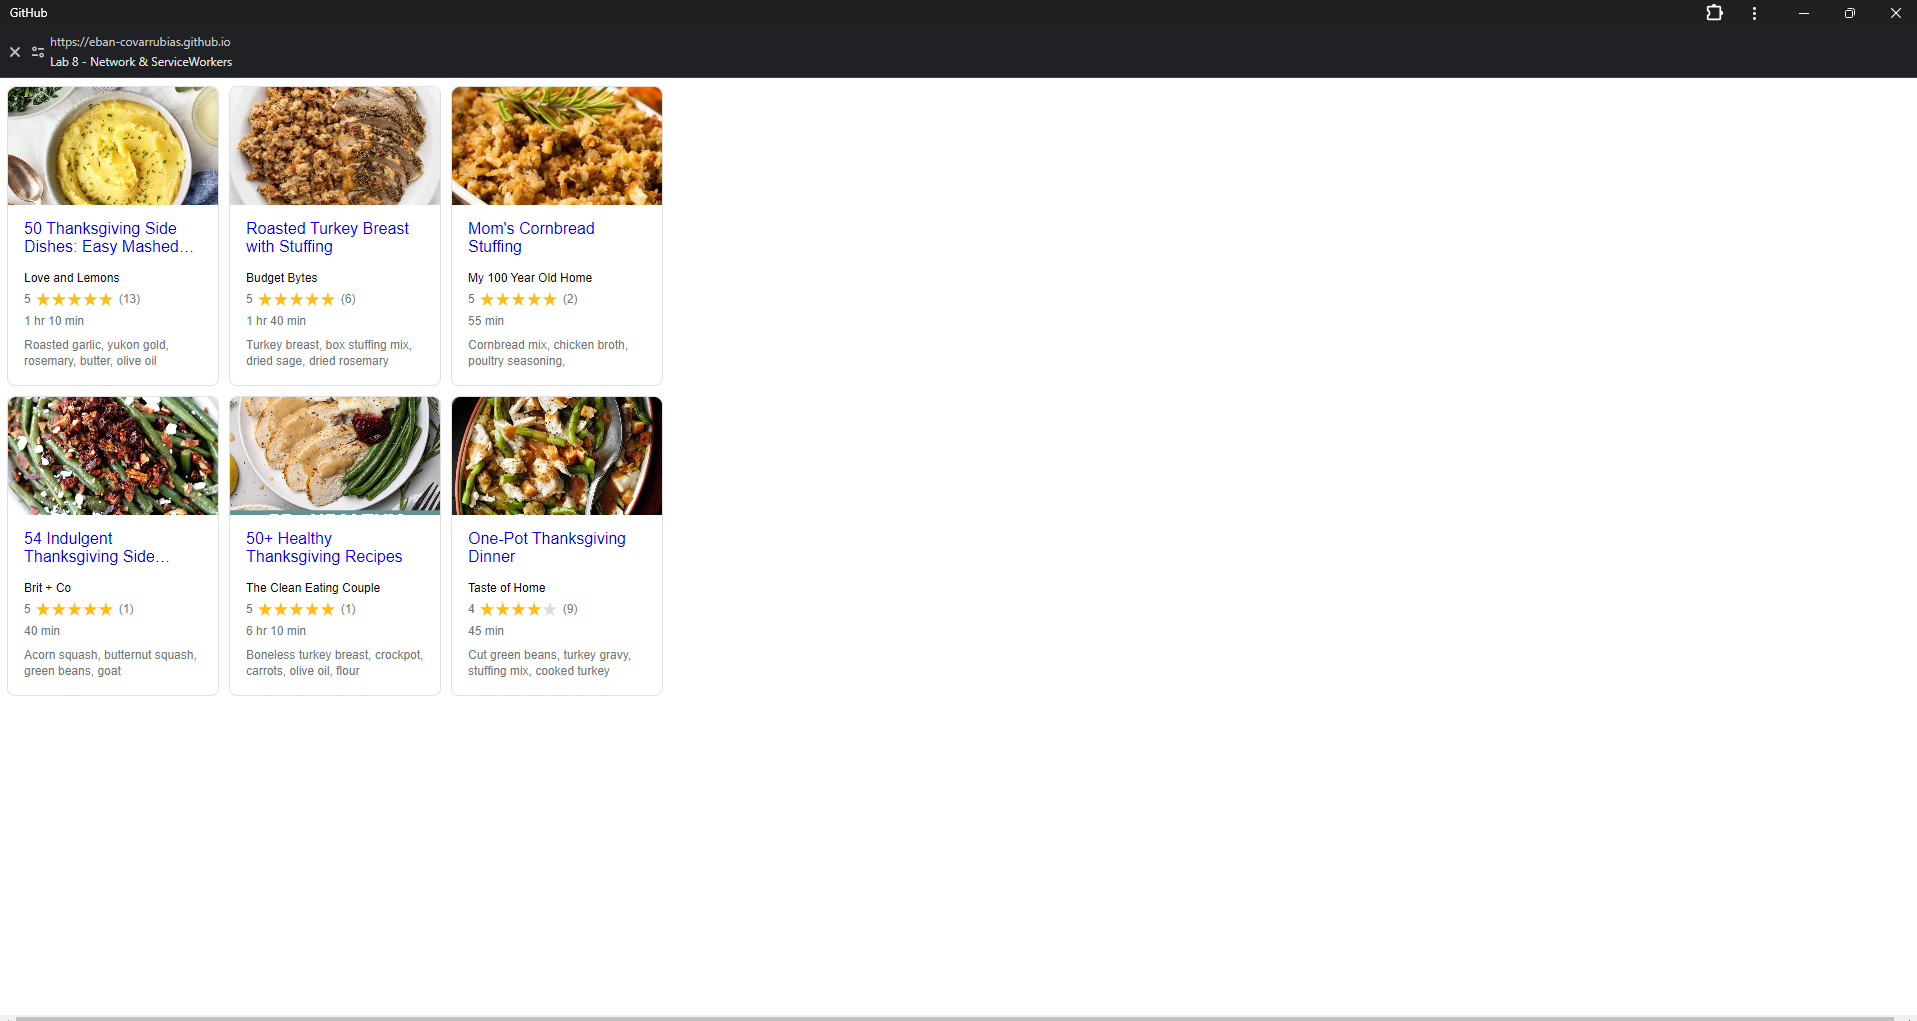 GitHub
https://eban-covarrubias.github.io
Lab 8 - Network & ServiceWorkers
50 Thanksgiving Side
Dishes: Easy Mashed...
Love and Lemons
5 (13)
1 hr 10 min
Roasted garlic, yukon gold,
rosemary, butter, olive oil
Roasted Turkey Breast
with Stuffing
Budget Bytes
5 (6)
1 hr 40 min
Turkey breast, box stuffing mix,
dried sage, dried rosemary
Mom's Cornbread
Stuffing
My 100 Year Old Home
5 (2)
55 min
Cornbread mix, chicken broth,
poultry seasoning,
54 Indulgent
Thanksgiving Side...
Brit + Co
5 (1)
40 min
Acorn squash, butternut squash,
green beans, goat
50+ Healthy
Thanksgiving Recipes
The Clean Eating Couple
5 (1)
6 hr 10 min
Boneless turkey breast, crockpot,
carrots, olive oil, flour
One-Pot Thanksgiving
Dinner
Taste of Home
4 (9)
45 min
Cut green beans, turkey gravy,
stuffing mix, cooked turkey